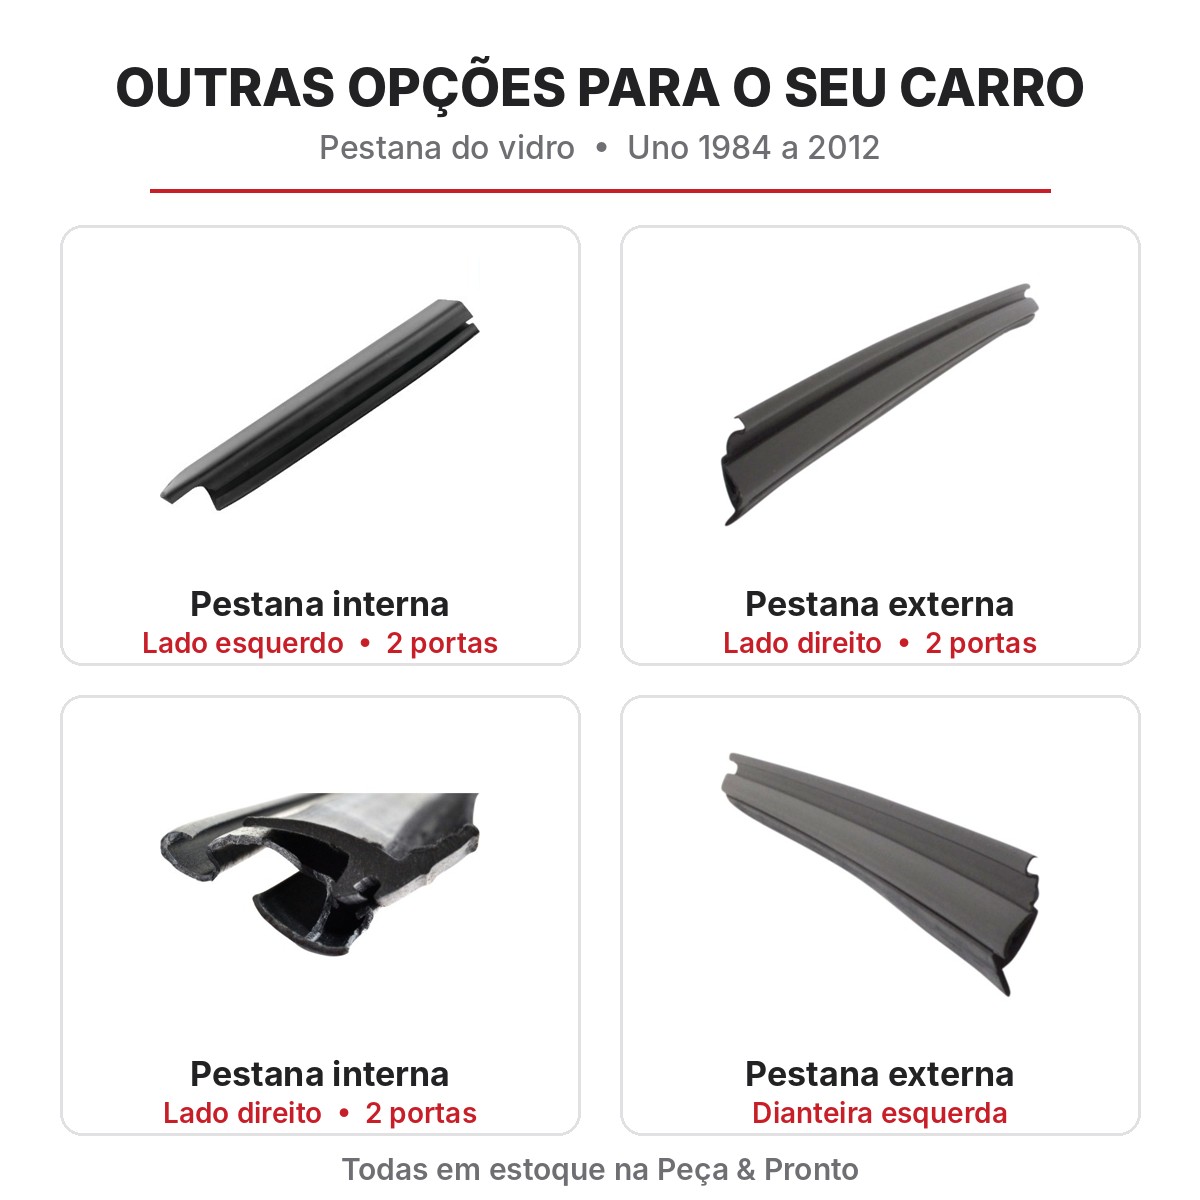 OUTRAS OPÇÕES PARA O SEU CARRO
Pestana do vidro • Uno 1984 a 2012
Pestana interna
Lado esquerdo • 2 portas
Pestana externa
Lado direito • 2 portas
Pestana interna
Lado direito • 2 portas
Pestana externa
Dianteira esquerda
Todas em estoque na Peça & Pronto